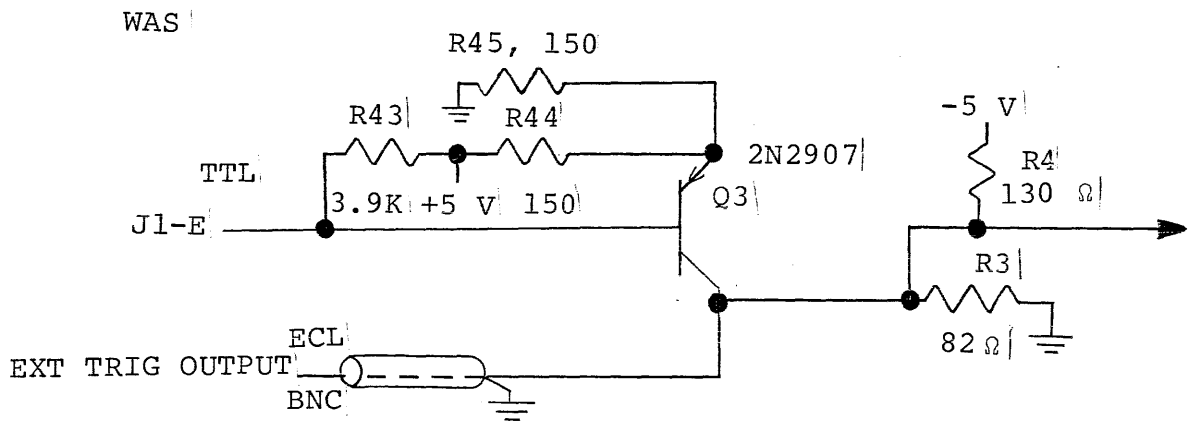 WAS
R45, 150
-5 V
R43
R44
2N2907
R4
TTL
130 Ω
3.9K
+5 V
150
Q3
J1-E
R3
82 Ω
ECL
EXT TRIG OUTPUT
BNC